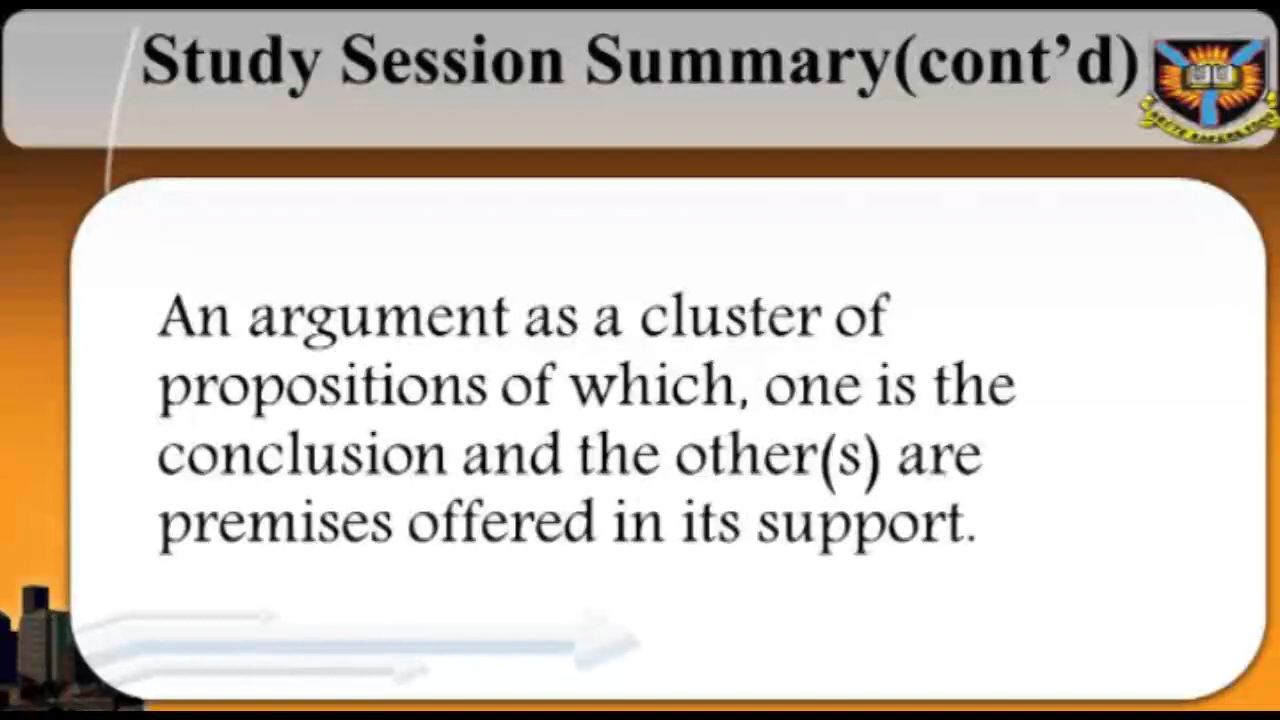 Study Session Summary(cont’d)
An argument as a cluster of
propositions of which, one is the
conclusion and the other(s) are
premises offered in its support.